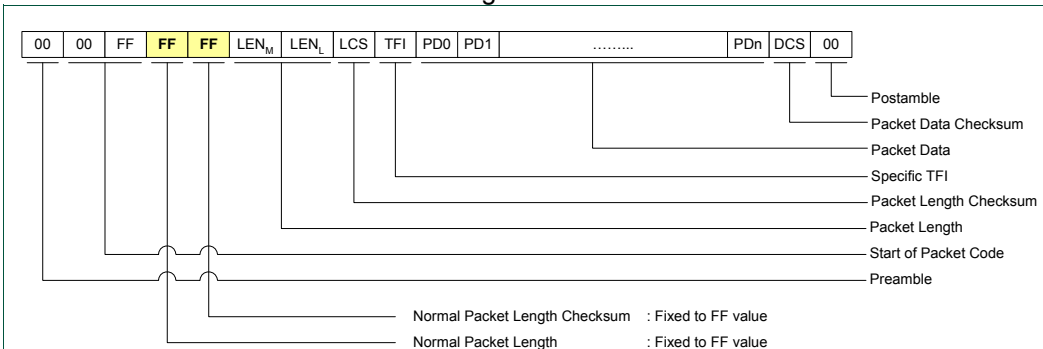 00 00 FF FF FF LENM LENL LCS TFI PD0 PD1 ......... PDn DCS 00
Postamble
Packet Data Checksum
Packet Data
Specific TFI
Packet Length Checksum
Packet Length
Start of Packet Code
Preamble
Normal Packet Length Checksum : Fixed to FF value
Normal Packet Length : Fixed to FF value